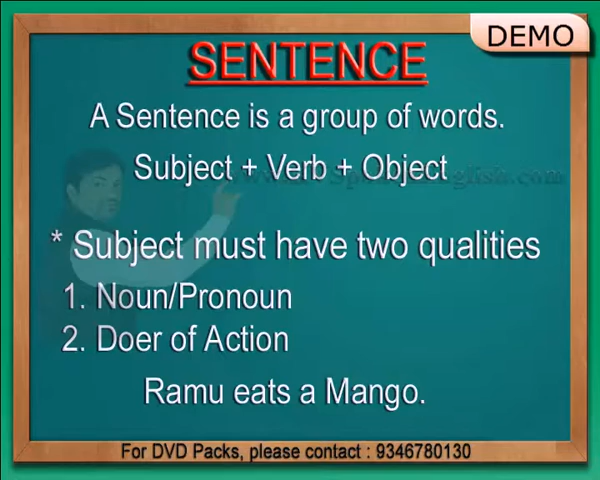 DEMO
SENTENCE
A Sentence is a group of words.
Subject + Verb + Object
* Subject must have two qualities
1. Noun/Pronoun
2. Doer of Action
Ramu eats a Mango.
For DVD Packs, please contact : 9346780130